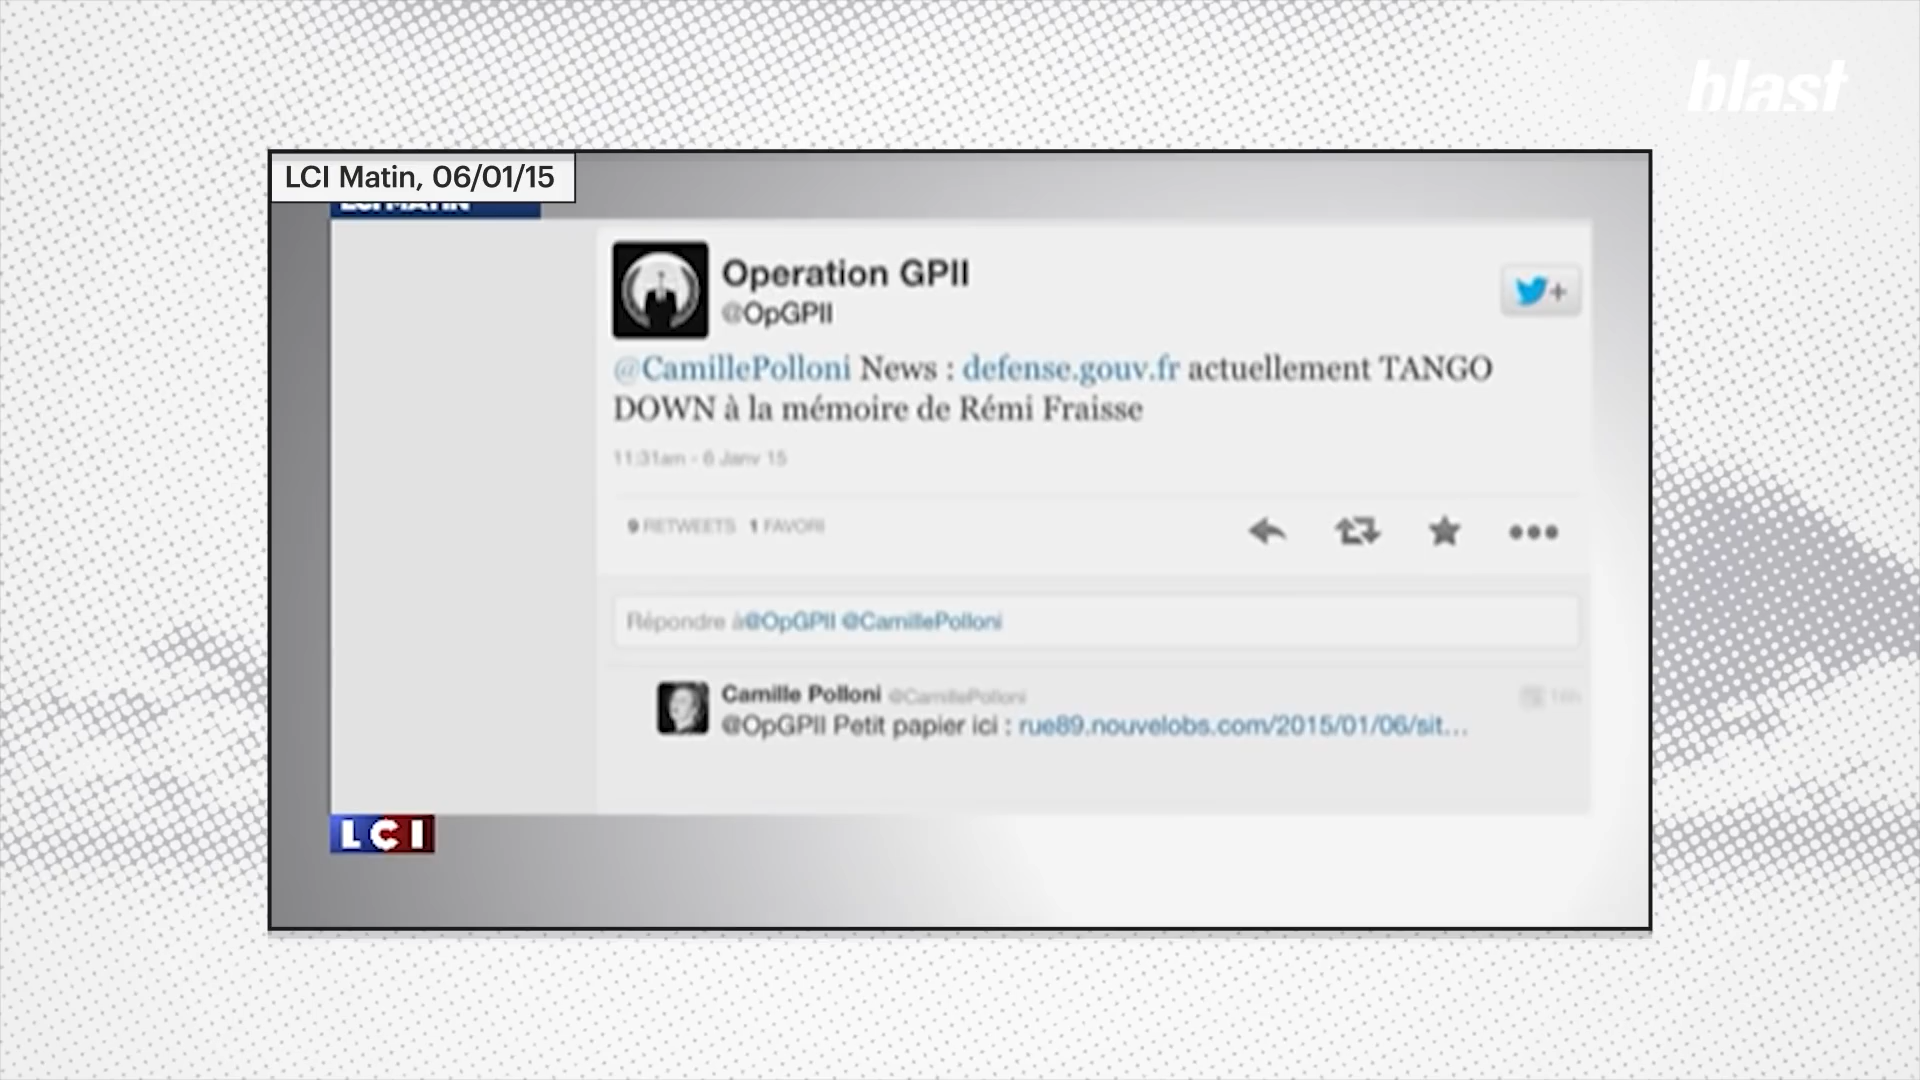 blast
LCI Matin, 06/01/15
LCI MATIN
Operation GPII
@OpGPII
@CamillePolloni News : defense.gouv.fr actuellement TANGO
DOWN à la mémoire de Rémi Fraisse
11:31am - 6 Janv 15
9 RETWEETS 1 FAVORI
Répondre à@OpGPII @CamillePolloni
Camille Polloni @CamillePolloni
@OpGPII Petit papier ici : rue89.nouvelobs.com/2015/01/06/sit...
LCI